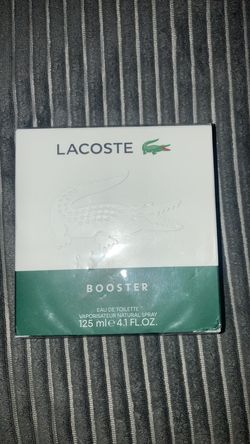 LACOSTE
BOOSTER
EAU DE TOILETTE
VAPORISATEUR NATURAL SPRAY
125 ml e 4.1 FL.OZ.